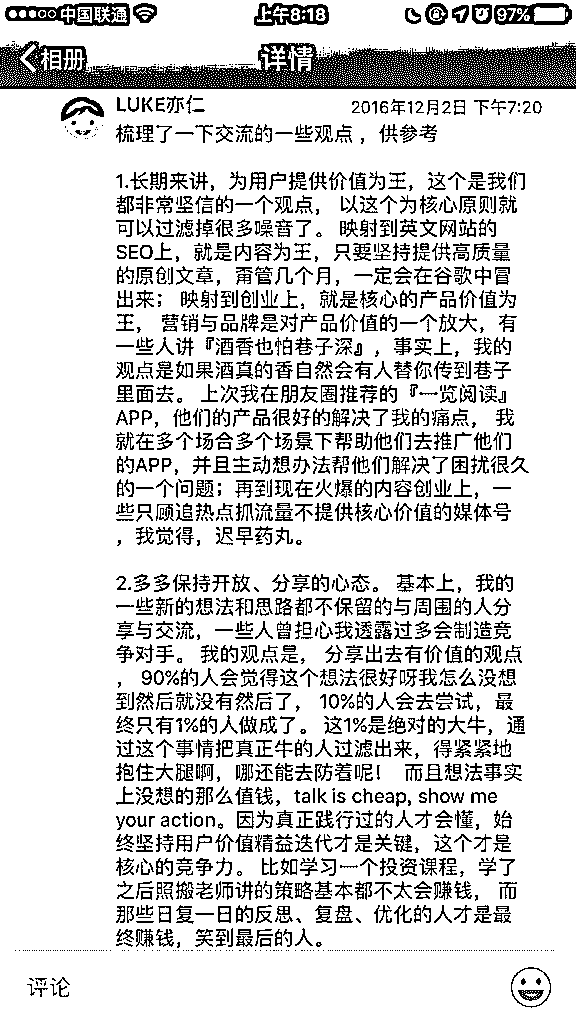 中国联通 上午8:18 97%
相册 详情
LUKE亦仁 2016年12月2日 下午7:20
梳理了一下交流的一些观点 ，供参考
1.长期来讲，为用户提供价值为王，这个是我们
都非常坚信的一个观点， 以这个为核心原则就
可以过滤掉很多噪音了。 映射到英文网站的
SEO上，就是内容为王，只要坚持提供高质量
的原创文章，甭管几个月，一定会在谷歌中冒
出来； 映射到创业上，就是核心的产品价值为
王， 营销与品牌是对产品价值的一个放大，有
一些人讲『酒香也怕巷子深』，事实上，我的
观点是如果酒真的香自然会有人替你传到巷子
里面去。 上次我在朋友圈推荐的『一览阅读』
APP，他们的产品很好的解决了我的痛点， 我
就在多个场合多个场景下帮助他们去推广他们
的APP，并且主动想办法帮他们解决了困扰很久
的一个问题；再到现在火爆的内容创业上，一
些只顾追热点抓流量不提供核心价值的媒体号
，我觉得，迟早药丸。
2.多多保持开放、分享的心态。 基本上，我的
一些新的想法和思路都不保留的与周围的人分
享与交流，一些人曾担心我透露过多会制造竞
争对手。 我的观点是， 分享出去有价值的观点
， 90%的人会觉得这个想法很好呀我怎么没想
到然后就没有然后了， 10%的人会去尝试，最
终只有1%的人做成了。 这1%是绝对的大牛，通
过这个事情把真正牛的人过滤出来，得紧紧地
抱住大腿啊，哪还能去防着呢！ 而且想法事实
上没想的那么值钱，talk is cheap, show me
your action。因为真正践行过的人才会懂，始
终坚持用户价值精益迭代才是关键，这个才是
核心的竞争力。 比如学习一个投资课程，学了
之后照搬老师讲的策略基本都不太会赚钱， 而
那些日复一日的反思、复盘、优化的人才是最
终赚钱，笑到最后的人。
评论